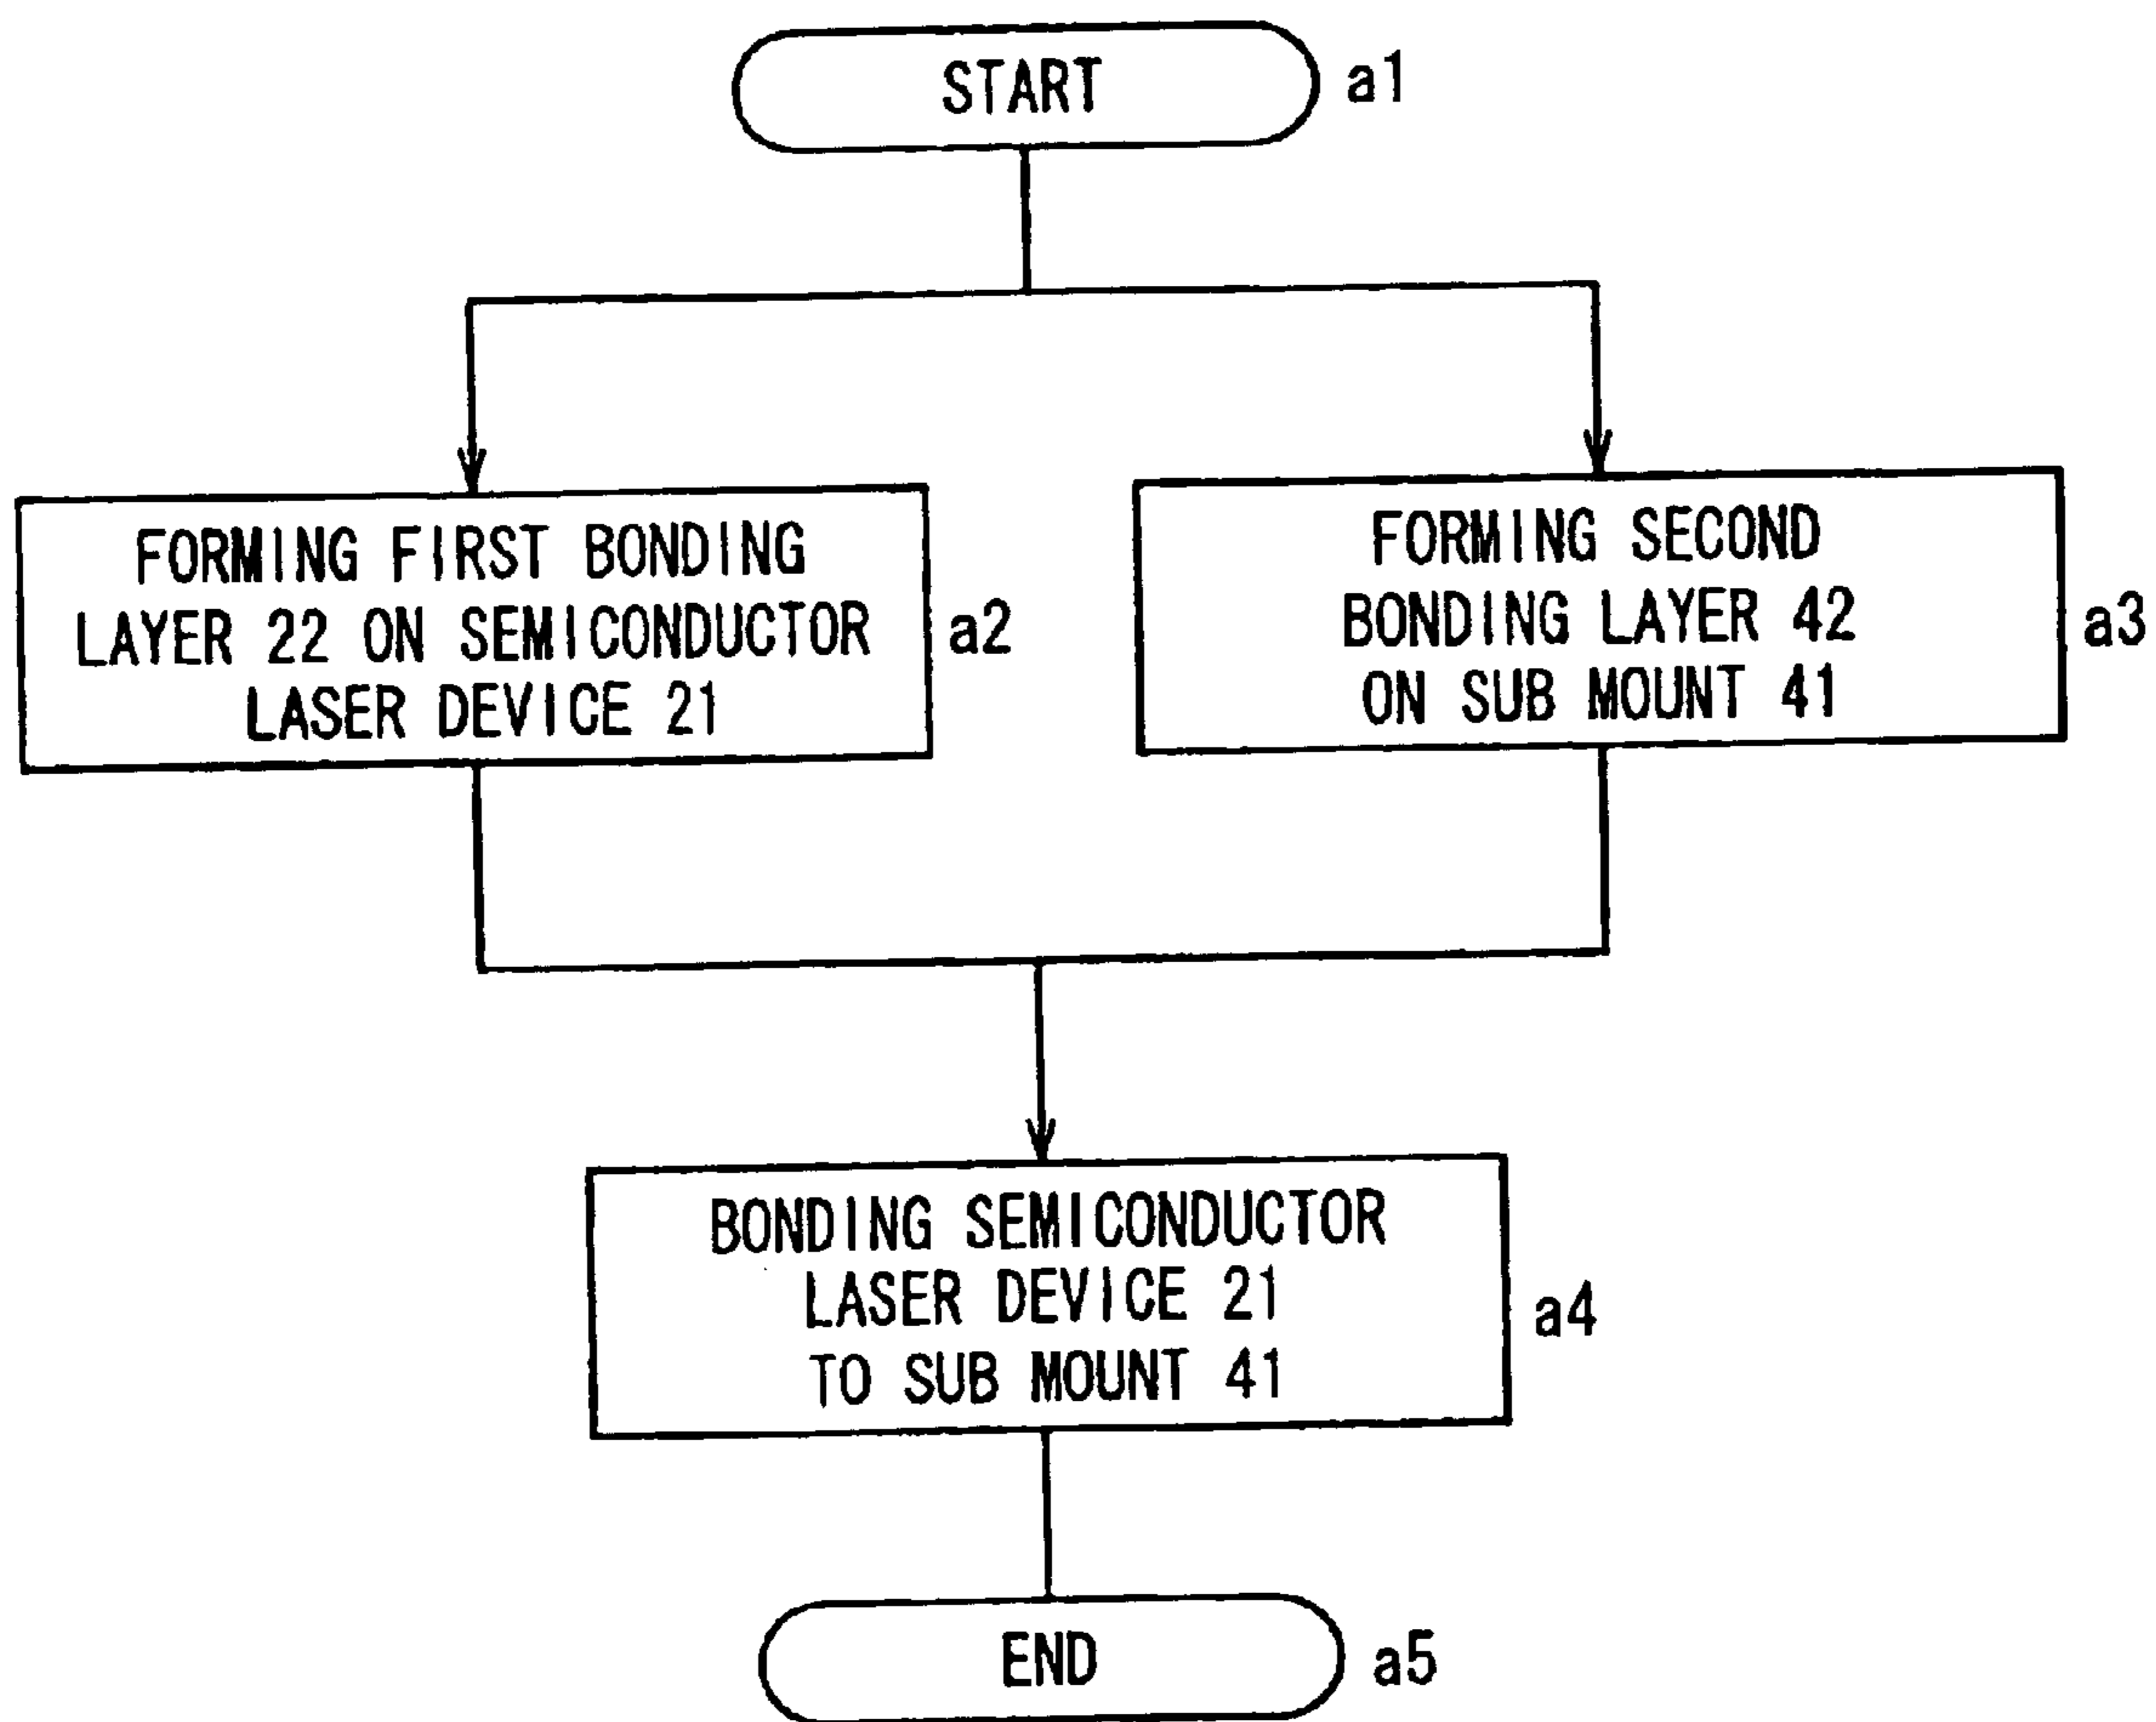 START
a1
FORMING FIRST BONDING
LAYER 22 ON SEMICONDUCTOR
LASER DEVICE 21
a2
FORMING SECOND
BONDING LAYER 42
ON SUB MOUNT 41
a3
BONDING SEMICONDUCTOR
LASER DEVICE 21
TO SUB MOUNT 41
a4
END
a5